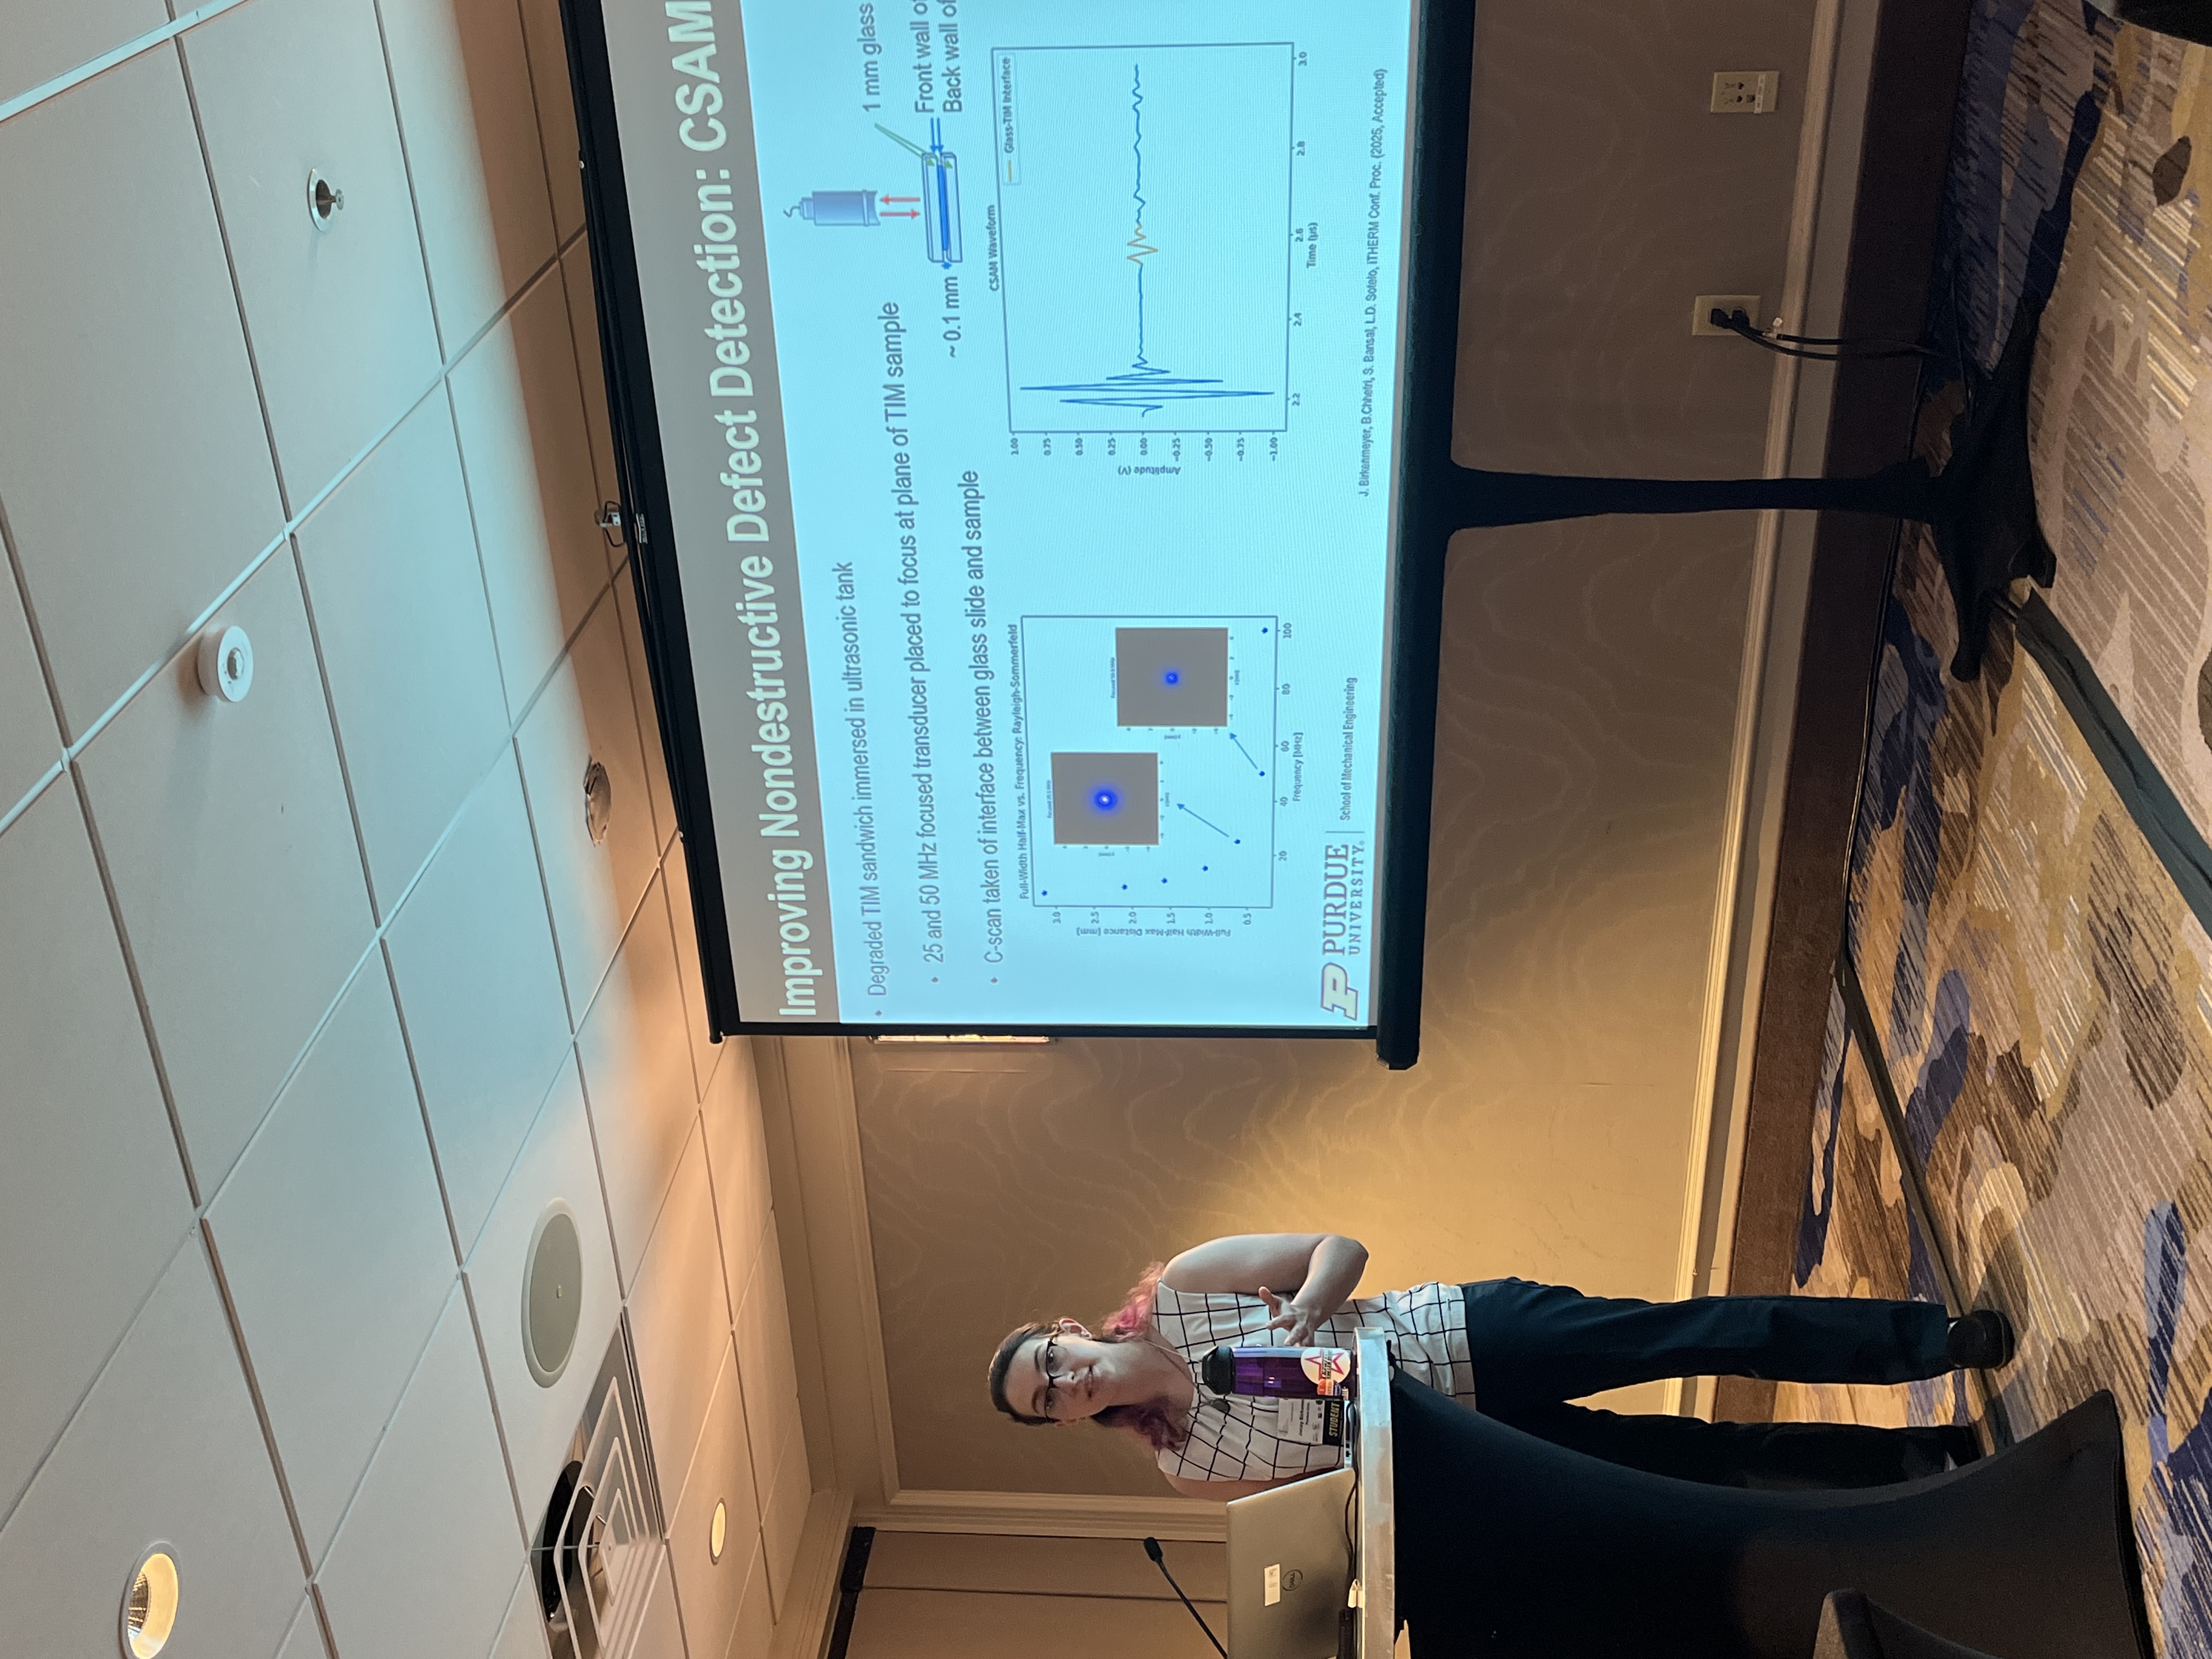 Improving Nondestructive Defect Detection: CSAM
• Degraded TIM sandwich immersed in ultrasonic tank
• 25 and 50 MHz focused transducer placed to focus at plane of TIM sample
• C-scan taken of interface between glass slide and sample
1 mm glass
Front wall of
Back wall of
~ 0.1 mm
Full-Width Half-Max vs. Frequency: Rayleigh-Sommerfeld
Full-Width Half-Max Distance [mm]
3.0
2.5
2.0
1.5
1.0
0.5
20 40 60 80 100
Frequency [MHz]
CSAM Waveform
Glass-TIM Interface
Amplitude (V)
1.00
0.75
0.50
0.25
0.00
−0.25
−0.50
−0.75
−1.00
2.2 2.4 2.6 2.8 3.0
Time (μs)
PURDUE
UNIVERSITY®
School of Mechanical Engineering
J. Birkenmeyer, B.Chhetri, S. Bansal, L.D. Sotelo, iTHERM Conf. Proc. (2025, Accepted)
DELL
STUDENT